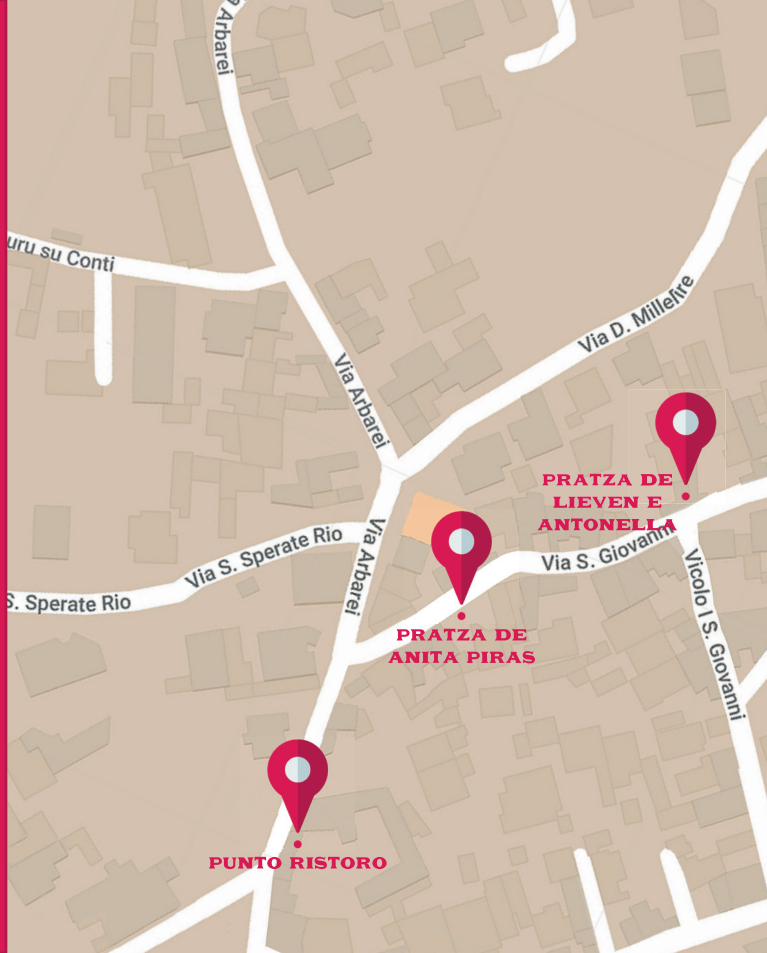 Arbarei
uru su Conti
Via D. Millelire
Via Arbarei
PRATZA DE
LIEVEN E
ANTONELLA
Via S. Sperate Rio
Via Arbarei
Via S. Giovanni
S. Sperate Rio
Vicolo I S. Giovanni
PRATZA DE
ANITA PIRAS
PUNTO RISTORO